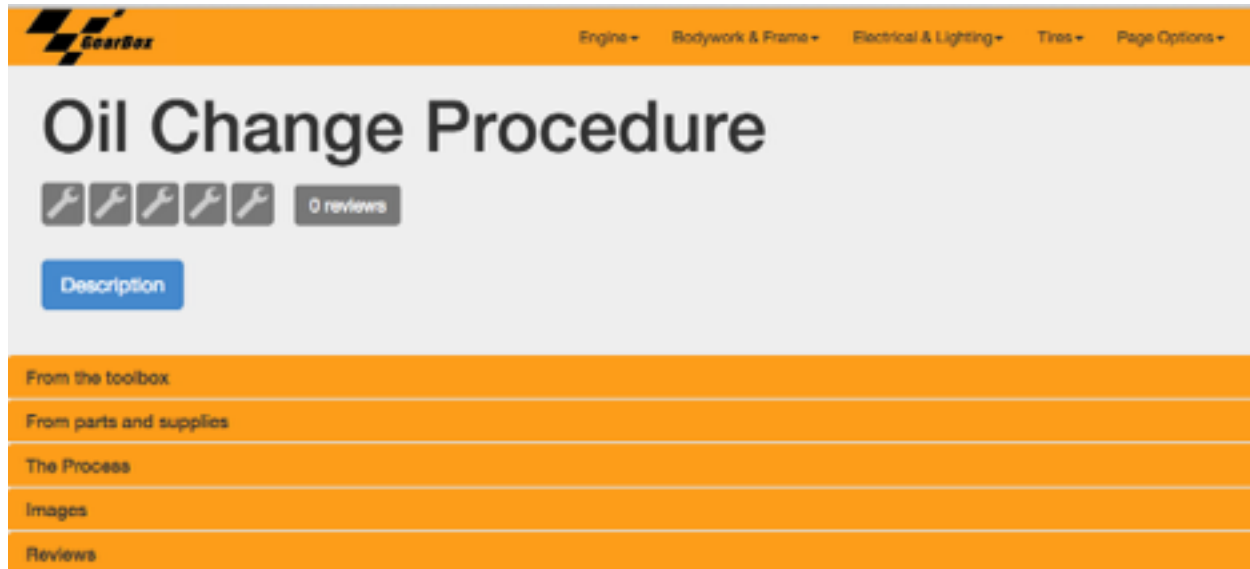 GearBox
Engine Bodywork & Frame Electrical & Lighting Tires Page Options
Oil Change Procedure
0 reviews
Description
From the toolbox
From parts and supplies
The Process
Images
Reviews